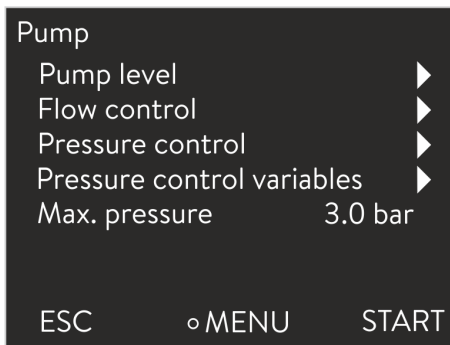 Pump
Pump level
Flow control
Pressure control
Pressure control variables
Max. pressure 3.0 bar
ESC MENU START